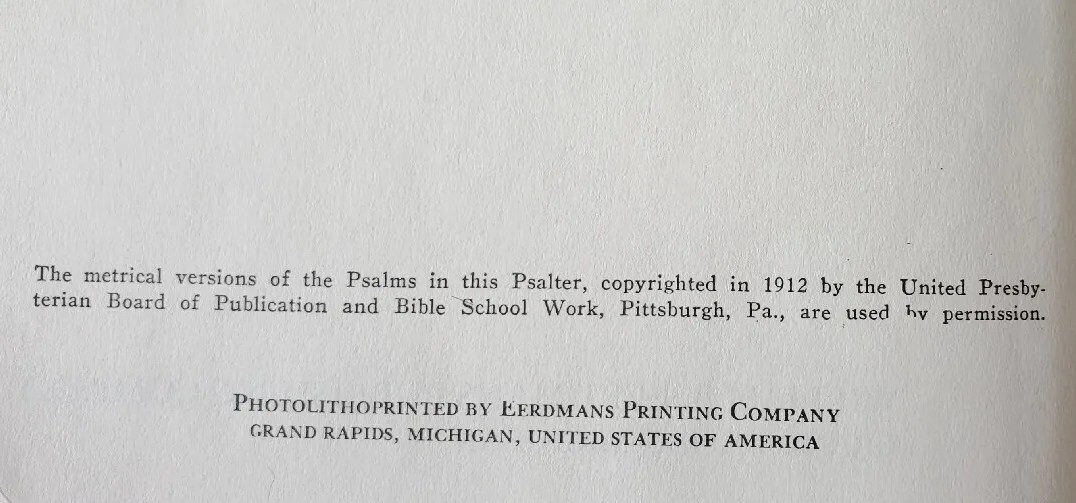 The metrical versions of the Psalms in this Psalter, copyrighted in 1912 by the United Presby-
terian Board of Publication and Bible School Work, Pittsburgh, Pa., are used by permission.
PHOTOLITHOPRINTED BY EERDMANS PRINTING COMPANY
GRAND RAPIDS, MICHIGAN, UNITED STATES OF AMERICA